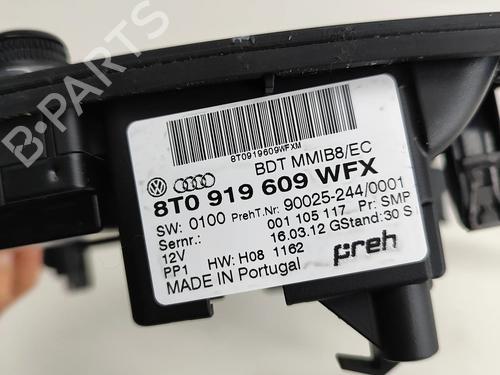 B-PARTS
8T0919609WFXM
BDT MMIB8/EC
8T0 919 609 WFX
SW: 0100 PrehT.Nr: 90025-244/0001
Sernr.: 001 105 117 Pr: SMP
12V 16.03.12 GStand: 30 S
PP1 HW: H08 1162
MADE IN Portugal
preh